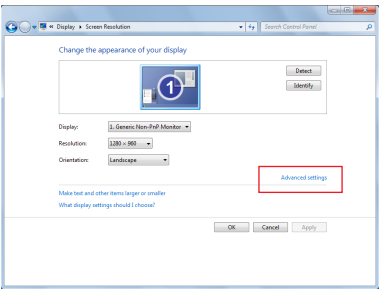 « Display ▸ Screen Resolution
Search Control Panel
Change the appearance of your display
1
Detect
Identify
Display:
1. Generic Non-PnP Monitor
Resolution:
1280 × 960
Orientation:
Landscape
Advanced settings
Make text and other items larger or smaller
What display settings should I choose?
OK
Cancel
Apply